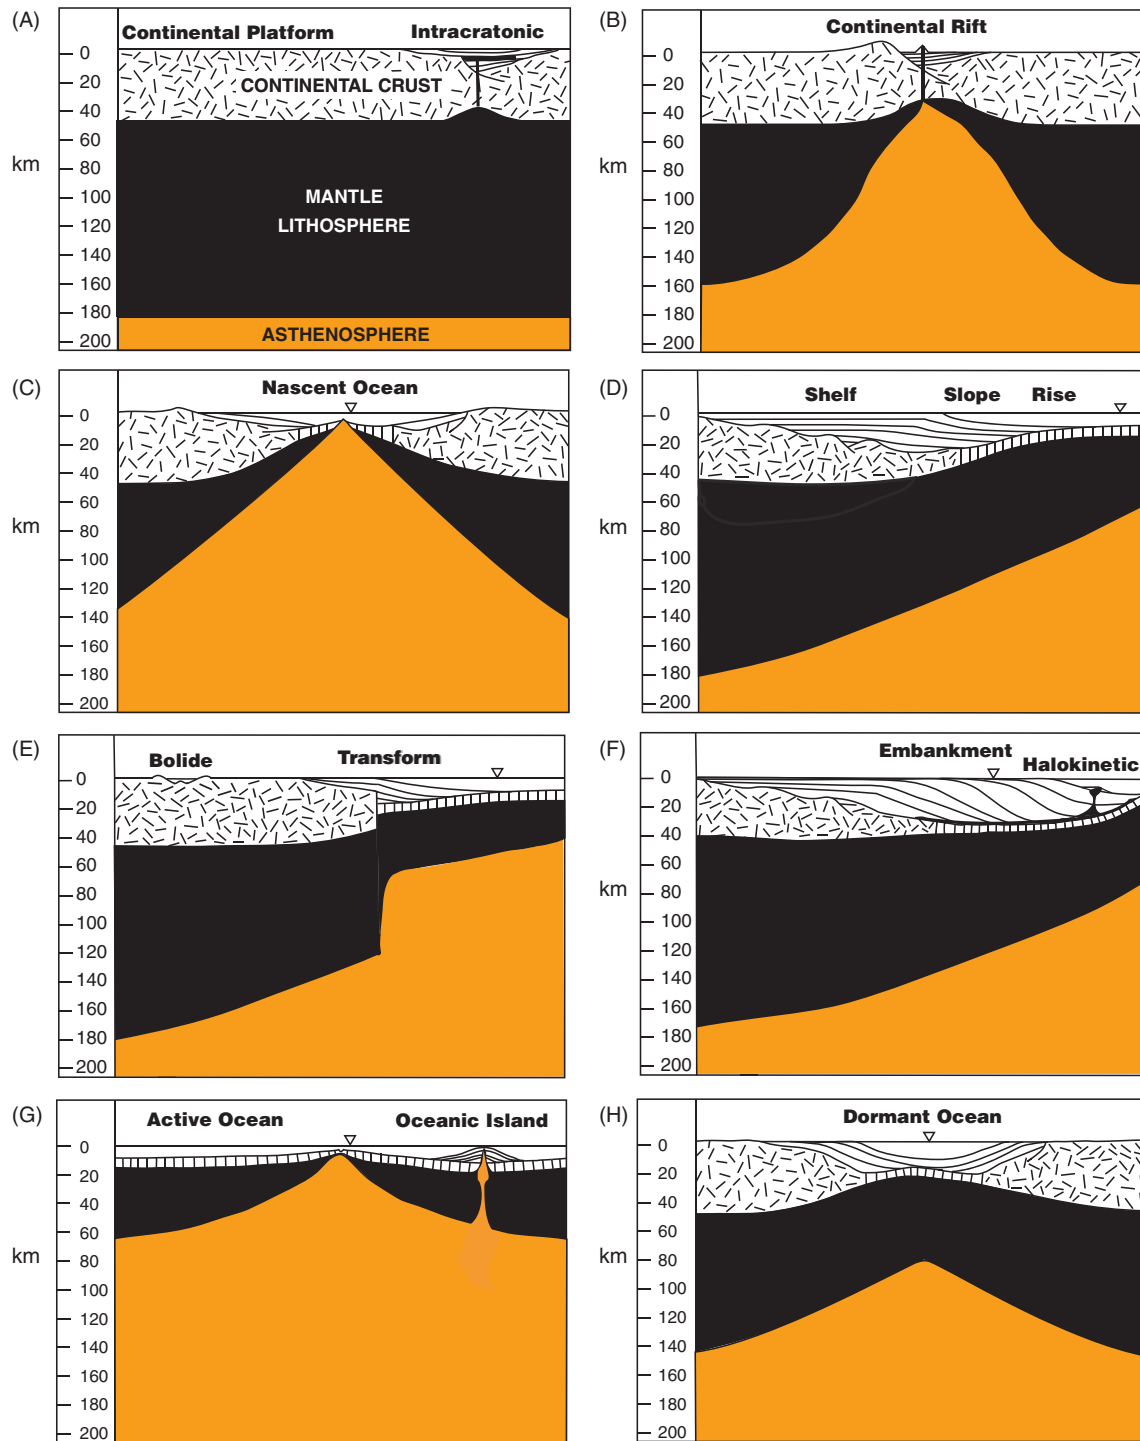 (A)
Continental Platform
Intracratonic
0
20
40
60
80
100
120
140
160
180
200
km
CONTINENTAL CRUST
MANTLE
LITHOSPHERE
ASTHENOSPHERE
(B)
Continental Rift
0
20
40
60
80
100
120
140
160
180
200
km
(C)
Nascent Ocean
0
20
40
60
80
100
120
140
160
180
200
km
(D)
Shelf
Slope
Rise
0
20
40
60
80
100
120
140
160
180
200
km
(E)
Bolide
Transform
0
20
40
60
80
100
120
140
160
180
200
km
(F)
Embankment
Halokinetic
0
20
40
60
80
100
120
140
160
180
200
km
(G)
Active Ocean
Oceanic Island
0
20
40
60
80
100
120
140
160
180
200
km
(H)
Dormant Ocean
0
20
40
60
80
100
120
140
160
180
200
km